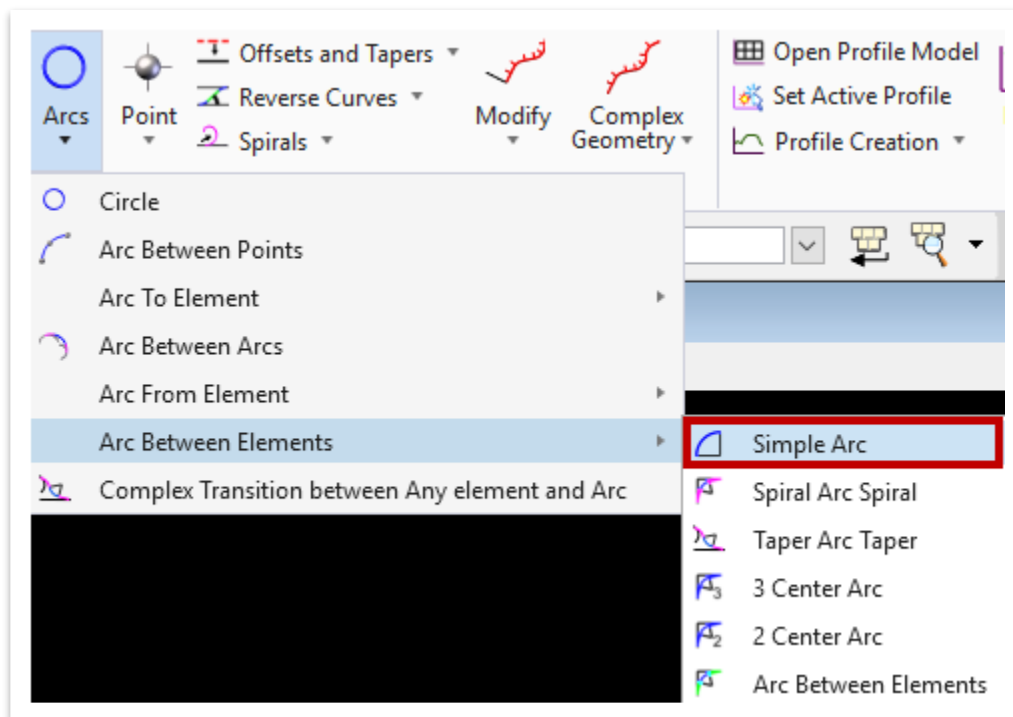 Arcs
Point
Offsets and Tapers
Reverse Curves
Spirals
Modify
Complex
Geometry
Open Profile Model
Set Active Profile
Profile Creation
Circle
Arc Between Points
Arc To Element
Arc Between Arcs
Arc From Element
Arc Between Elements
Complex Transition between Any element and Arc
Simple Arc
Spiral Arc Spiral
Taper Arc Taper
3 Center Arc
2 Center Arc
Arc Between Elements